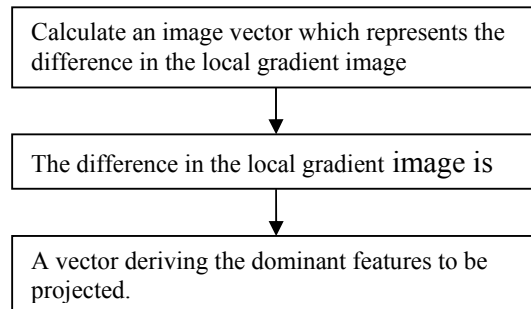 Calculate an image vector which represents the
difference in the local gradient image
The difference in the local gradient image is
A vector deriving the dominant features to be
projected.